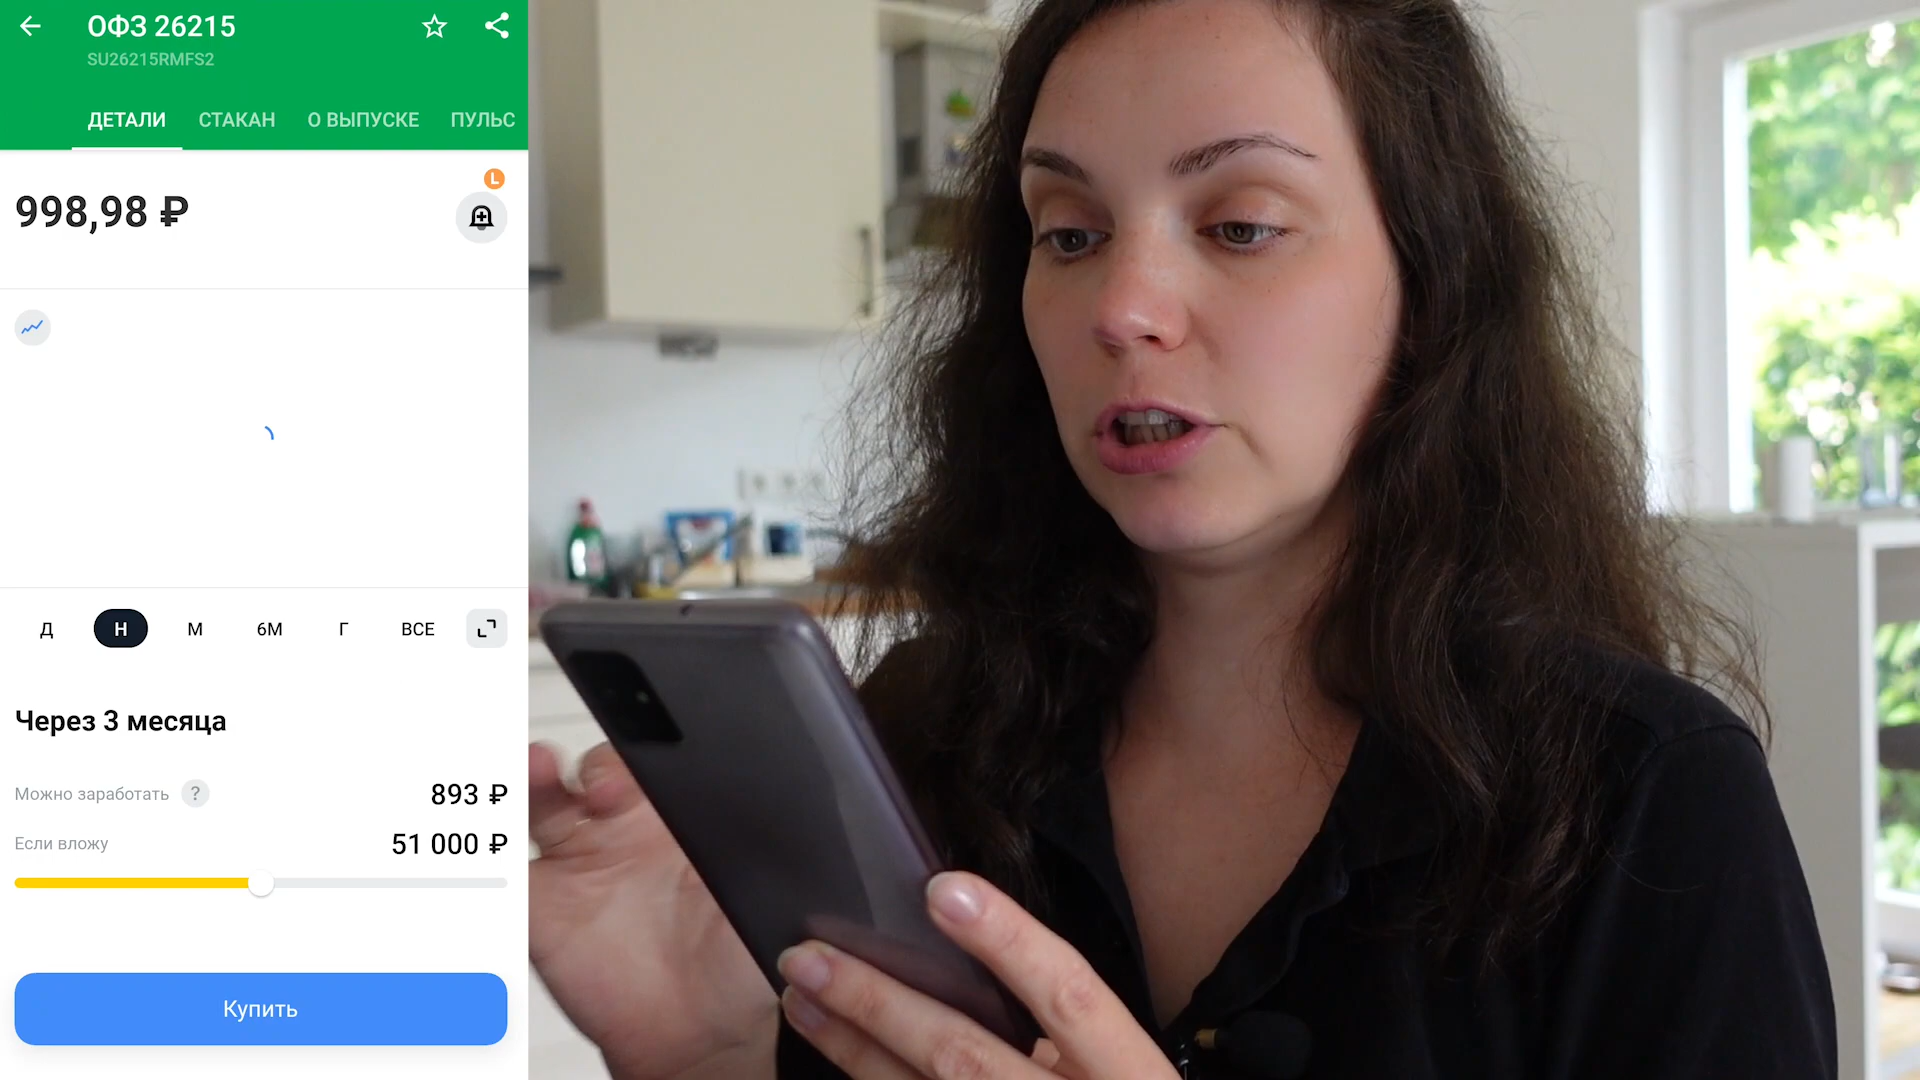 ОФЗ 26215
SU26215RMFS2
ДЕТАЛИ СТАКАН О ВЫПУСКЕ ПУЛЬС
998,98 ₽
L
Д Н М 6М Г ВСЕ
Через 3 месяца
Можно заработать ? 893 ₽
Если вложу 51 000 ₽
Купить